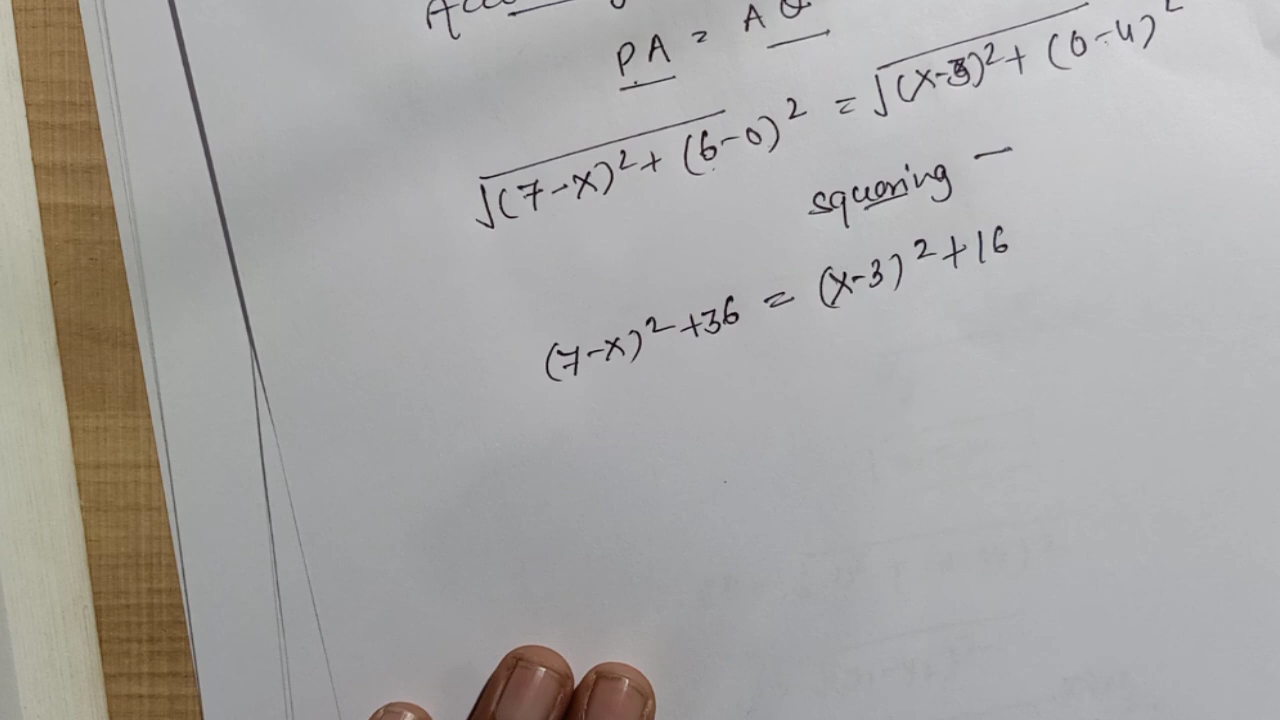 PA = AQ
√(7-x)² + (6-0)² = √(x-3)² + (0-4)²
squaring -
(7-x)² +36 = (x-3)² +16